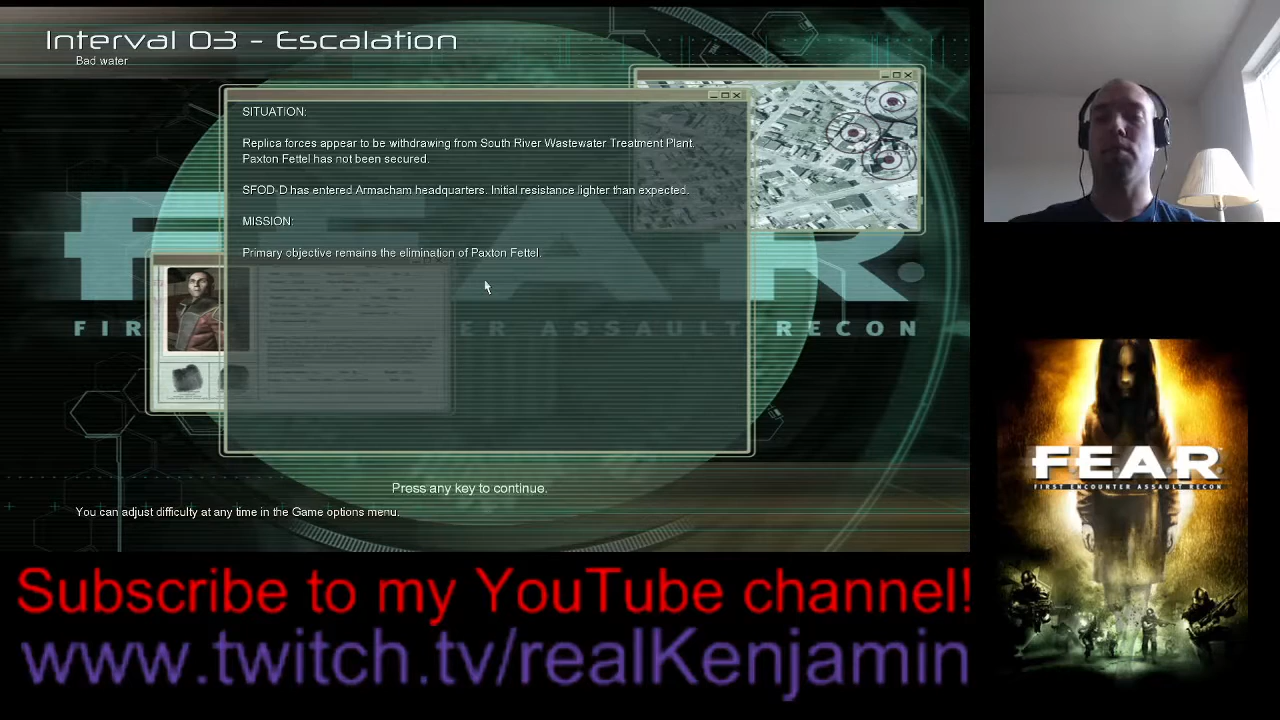 Interval 03 - Escalation
Bad water
SITUATION:
Replica forces appear to be withdrawing from South River Wastewater Treatment Plant.
Paxton Fettel has not been secured.
SFOD-D has entered Armacham headquarters. Initial resistance lighter than expected.
MISSION:
Primary objective remains the elimination of Paxton Fettel.
Press any key to continue.
You can adjust difficulty at any time in the Game options menu.
F.E.A.R.
FIRST ENCOUNTER ASSAULT RECON
Subscribe to my YouTube channel!
www.twitch.tv/realKenjamin